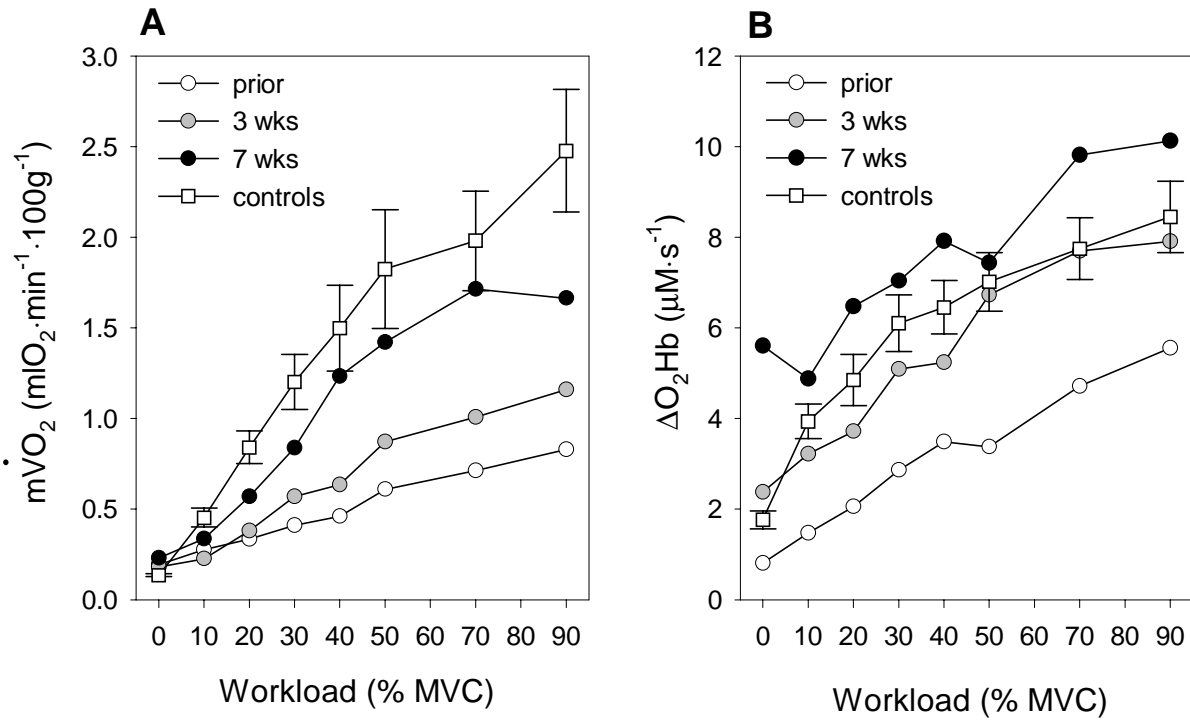 A
3.0
2.5
2.0
1.5
1.0
0.5
0.0
prior
3 wks
7 wks
controls
mV̇O₂ (mlO₂·min⁻¹·100g⁻¹)
0 10 20 30 40 50 60 70 80 90
Workload (% MVC)
B
12
10
8
6
4
2
0
prior
3 wks
7 wks
controls
ΔO₂Hb (μM·s⁻¹)
0 10 20 30 40 50 60 70 80 90
Workload (% MVC)